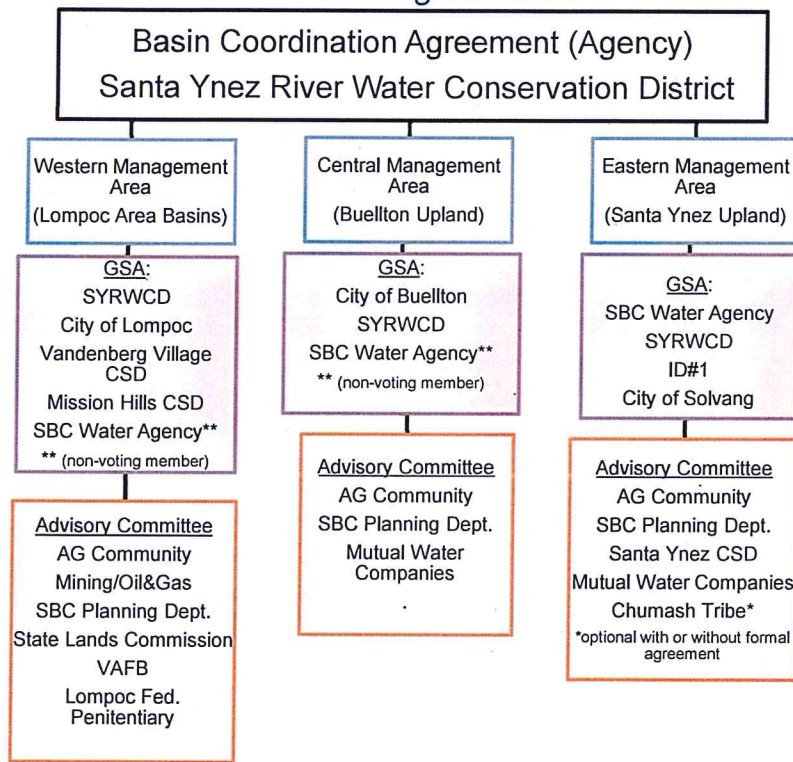 Basin Coordination Agreement (Agency)
Santa Ynez River Water Conservation District
Western Management
Area
(Lompoc Area Basins)
GSA:
SYRWCD
City of Lompoc
Vandenberg Village
CSD
Mission Hills CSD
SBC Water Agency**
** (non-voting member)
Advisory Committee
AG Community
Mining/Oil&Gas
SBC Planning Dept.
State Lands Commission
VAFB
Lompoc Fed.
Penitentiary
Central Management
Area
(Buellton Upland)
GSA:
City of Buellton
SYRWCD
SBC Water Agency**
** (non-voting member)
Advisory Committee
AG Community
SBC Planning Dept.
Mutual Water
Companies
.
Eastern Management
Area
(Santa Ynez Upland)
GSA:
SBC Water Agency
SYRWCD
ID#1
City of Solvang
Advisory Committee
AG Community
SBC Planning Dept.
Santa Ynez CSD
Mutual Water Companies
Chumash Tribe*
*optional with or without formal
agreement